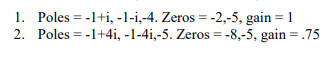 1. Poles = -1+i, -1-i,-4. Zeros = -2,-5, gain = 1
2. Poles = -1+4i, -1-4i,-5. Zeros = -8,-5, gain = .75